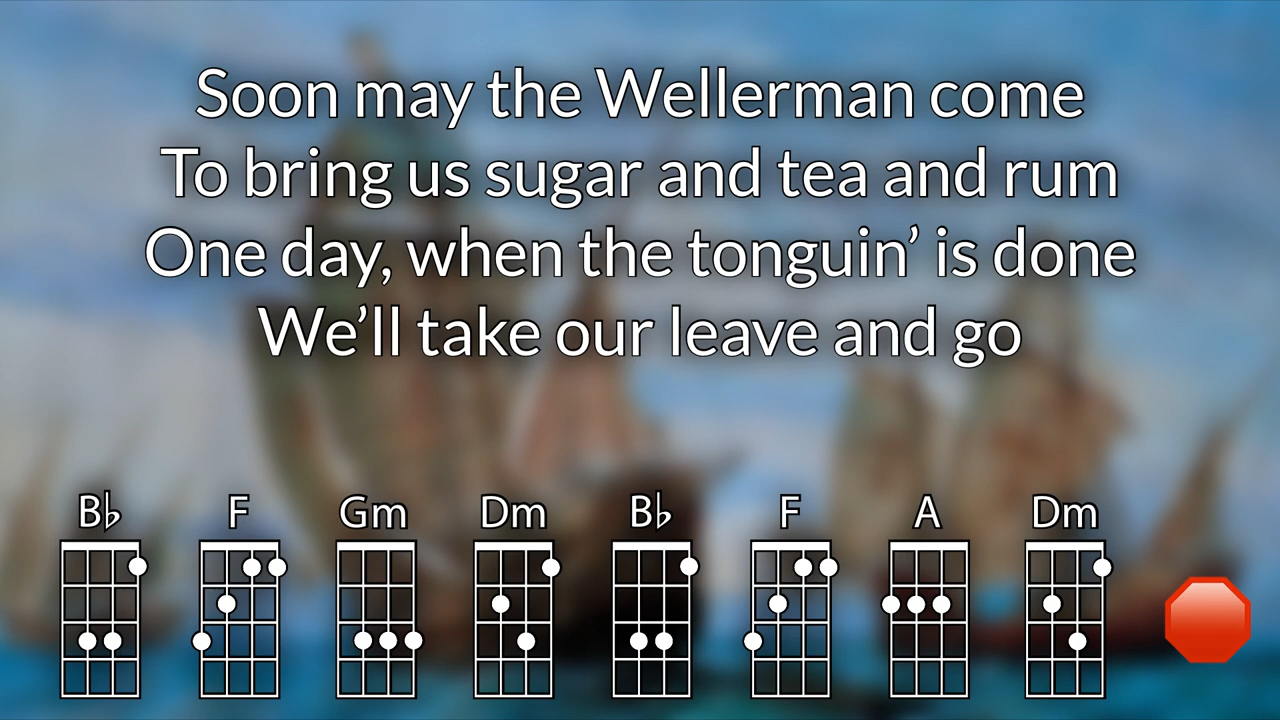 Soon may the Wellerman come
To bring us sugar and tea and rum
One day, when the tonguin’ is done
We’ll take our leave and go
B♭ F Gm Dm B♭ F A Dm